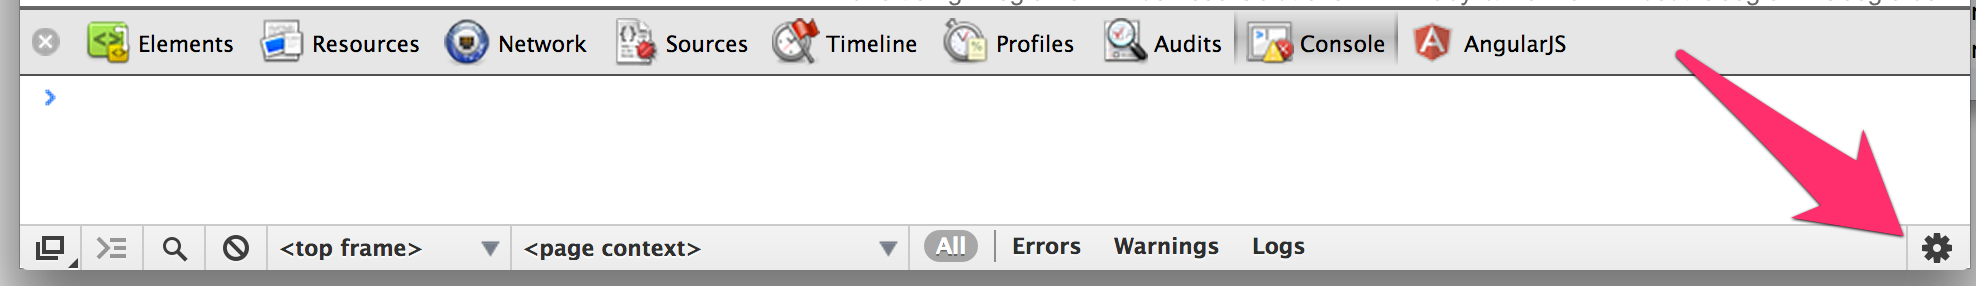 Elements Resources Network Sources Timeline Profiles Audits Console AngularJS
<top frame> <page context> All Errors Warnings Logs